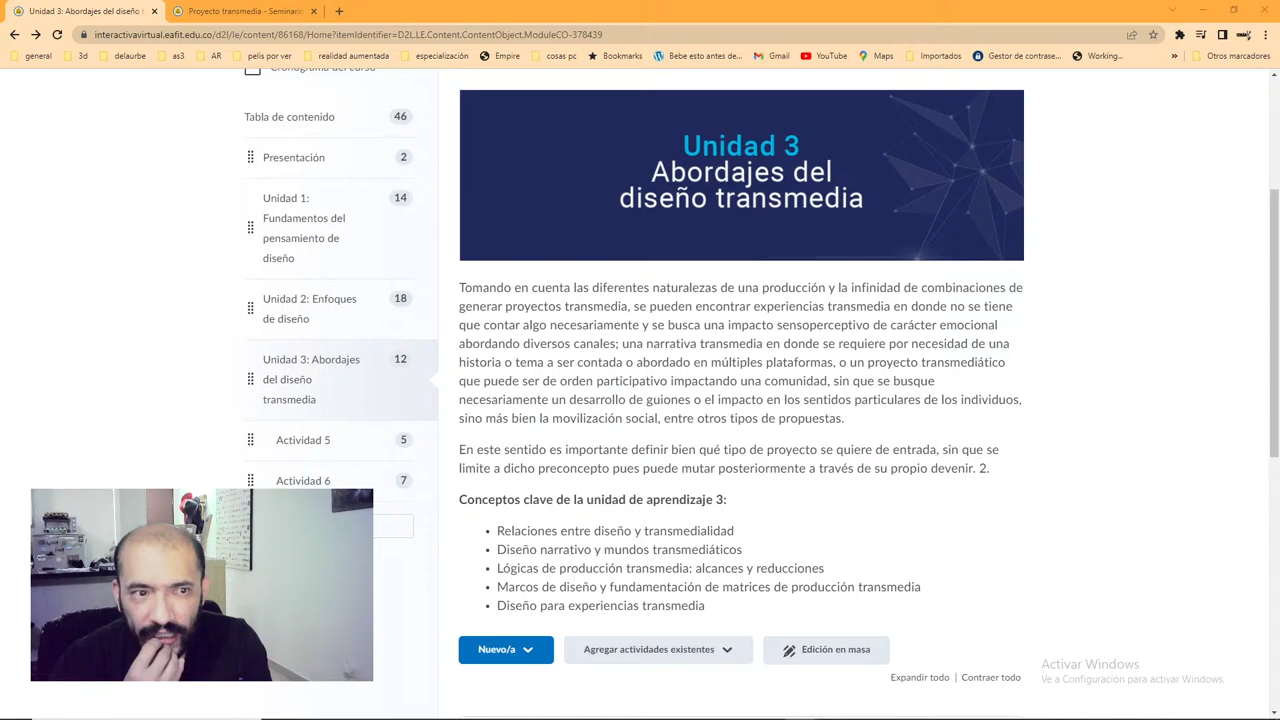 Unidad 3: Abordajes del diseño t
Proyecto transmedia - Seminario
interactivavirtual.eafit.edu.co/d2l/le/content/86168/Home?itemIdentifier=D2L.LE.Content.ContentObject.ModuleCO-378439
general
3d
delaurbe
as3
AR
pelis por ver
realidad aumentada
especialización
Empire
cosas pc
Bookmarks
Bebe esto antes de...
Gmail
YouTube
Maps
Importados
Gestor de contrase...
Working...
»
Otros marcadores
Cronograma del curso
Tabla de contenido 46
Presentación 2
Unidad 1: 14
Fundamentos del
pensamiento de
diseño
Unidad 2: Enfoques 18
de diseño
Unidad 3: Abordajes 12
del diseño
transmedia
Actividad 5 5
Actividad 6 7
Unidad 3
Abordajes del
diseño transmedia
Tomando en cuenta las diferentes naturalezas de una producción y la infinidad de combinaciones de
generar proyectos transmedia, se pueden encontrar experiencias transmedia en donde no se tiene
que contar algo necesariamente y se busca una impacto sensoperceptivo de carácter emocional
abordando diversos canales; una narrativa transmedia en donde se requiere por necesidad de una
historia o tema a ser contada o abordado en múltiples plataformas, o un proyecto transmediático
que puede ser de orden participativo impactando una comunidad, sin que se busque
necesariamente un desarrollo de guiones o el impacto en los sentidos particulares de los individuos,
sino más bien la movilización social, entre otros tipos de propuestas.
En este sentido es importante definir bien qué tipo de proyecto se quiere de entrada, sin que se
limite a dicho preconcepto pues puede mutar posteriormente a través de su propio devenir. 2.
Conceptos clave de la unidad de aprendizaje 3:
• Relaciones entre diseño y transmedialidad
• Diseño narrativo y mundos transmediáticos
• Lógicas de producción transmedia: alcances y reducciones
• Marcos de diseño y fundamentación de matrices de producción transmedia
• Diseño para experiencias transmedia
Nuevo/a
Agregar actividades existentes
Edición en masa
Expandir todo | Contraer todo
Activar Windows
Ve a Configuración para activar Windows.